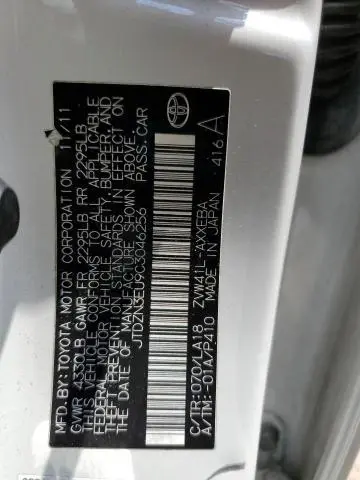 MFD. BY: TOYOTA MOTOR CORPORATION 11/11
GVWR 4330LB GAWR FR 2295LB RR 2295LB
THIS VEHICLE CONFORMS TO ALL APPLICABLE
FEDERAL MOTOR VEHICLE SAFETY, BUMPER, AND
THEFT PREVENTION STANDARDS IN EFFECT ON
THE DATE OF MANUFACTURE SHOWN ABOVE.
JTDZN3EU9C3046256 PASS. CAR
C/TR: 070/LA18 ZVW41L-AXXEBA
A/TM: -01A/P410 MADE IN JAPAN 416 A